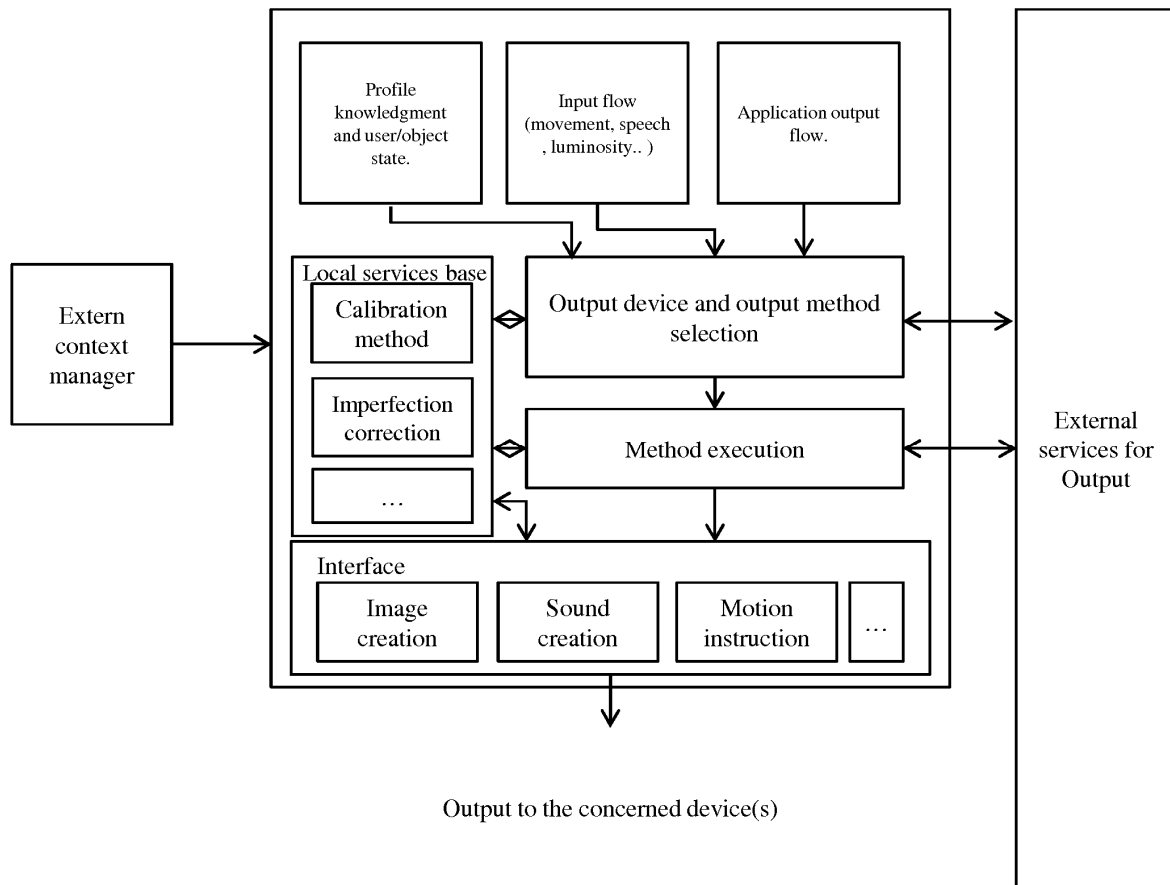 Profile
knowledgment
and user/object
state.
Input flow
(movement, speech
, luminosity.. )
Application output
flow.
Local services base
Calibration
method
Output device and output method
selection
Extern
context
manager
Imperfection
correction
Method execution
External
services for
Output
…
Interface
Image
creation
Sound
creation
Motion
instruction
…
Output to the concerned device(s)